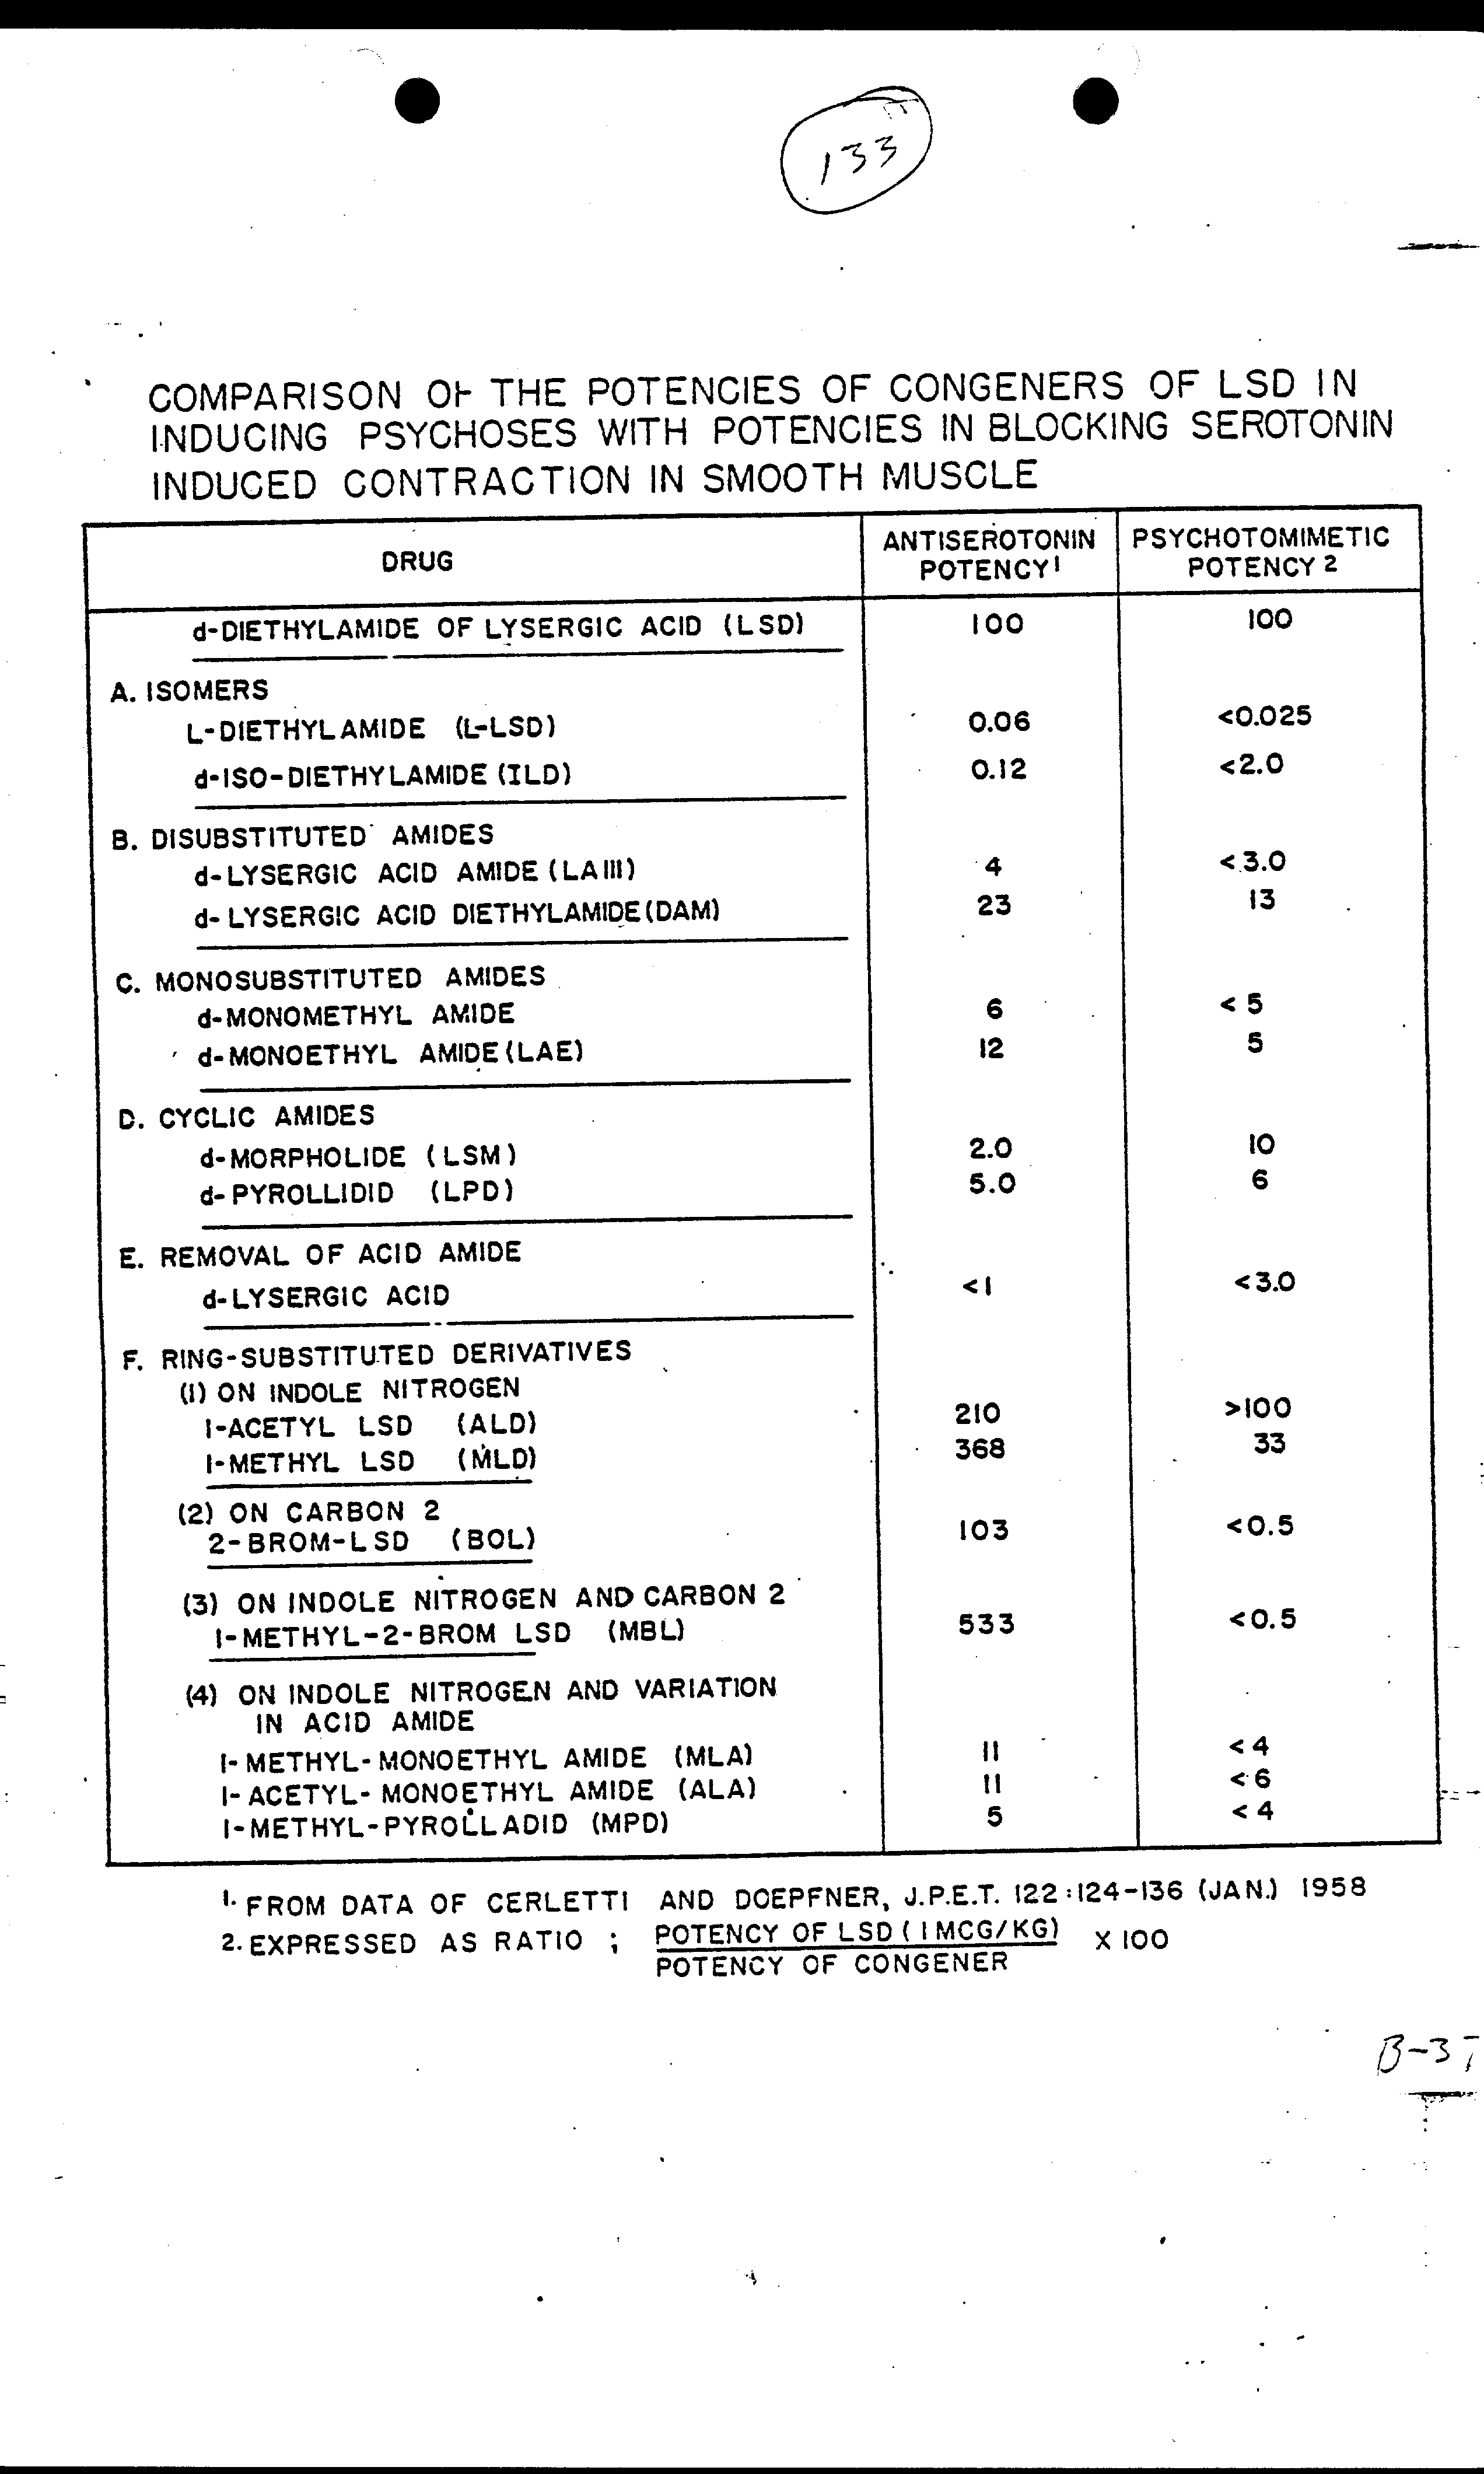 133
COMPARISON OF THE POTENCIES OF CONGENERS OF LSD IN
INDUCING PSYCHOSES WITH POTENCIES IN BLOCKING SEROTONIN
INDUCED CONTRACTION IN SMOOTH MUSCLE
DRUG ANTISEROTONIN POTENCY1 PSYCHOTOMIMETIC POTENCY 2
d-DIETHYLAMIDE OF LYSERGIC ACID (LSD) 100 100
A. ISOMERS
L-DIETHYLAMIDE (L-LSD) 0.06 <0.025
d-ISO-DIETHYLAMIDE (ILD) 0.12 <2.0
B. DISUBSTITUTED AMIDES
d-LYSERGIC ACID AMIDE (LA111) 4 <3.0
d-LYSERGIC ACID DIETHYLAMIDE (DAM) 23 13
C. MONOSUBSTITUTED AMIDES
d-MONOMETHYL AMIDE 6 <5
d-MONOETHYL AMIDE (LAE) 12 5
D. CYCLIC AMIDES
d-MORPHOLIDE (LSM) 2.0 10
d-PYROLLIDID (LPD) 5.0 6
E. REMOVAL OF ACID AMIDE
d-LYSERGIC ACID <1 <3.0
F. RING-SUBSTITUTED DERIVATIVES
(1) ON INDOLE NITROGEN
1-ACETYL LSD (ALD) 210 >100
1-METHYL LSD (MLD) 368 33
(2) ON CARBON 2
2-BROM-LSD (BOL) 103 <0.5
(3) ON INDOLE NITROGEN AND CARBON 2
1-METHYL-2-BROM LSD (MBL) 533 <0.5
(4) ON INDOLE NITROGEN AND VARIATION
IN ACID AMIDE
1-METHYL-MONOETHYL AMIDE (MLA) 11 <4
1-ACETYL-MONOETHYL AMIDE (ALA) 11 <6
1-METHYL-PYROLLADID (MPD) 5 <4
1. FROM DATA OF CERLETTI AND DOEPFNER, J.P.E.T. 122:124-136 (JAN.) 1958
2. EXPRESSED AS RATIO ; POTENCY OF LSD (1 MCG/KG) X 100
POTENCY OF CONGENER
B-37